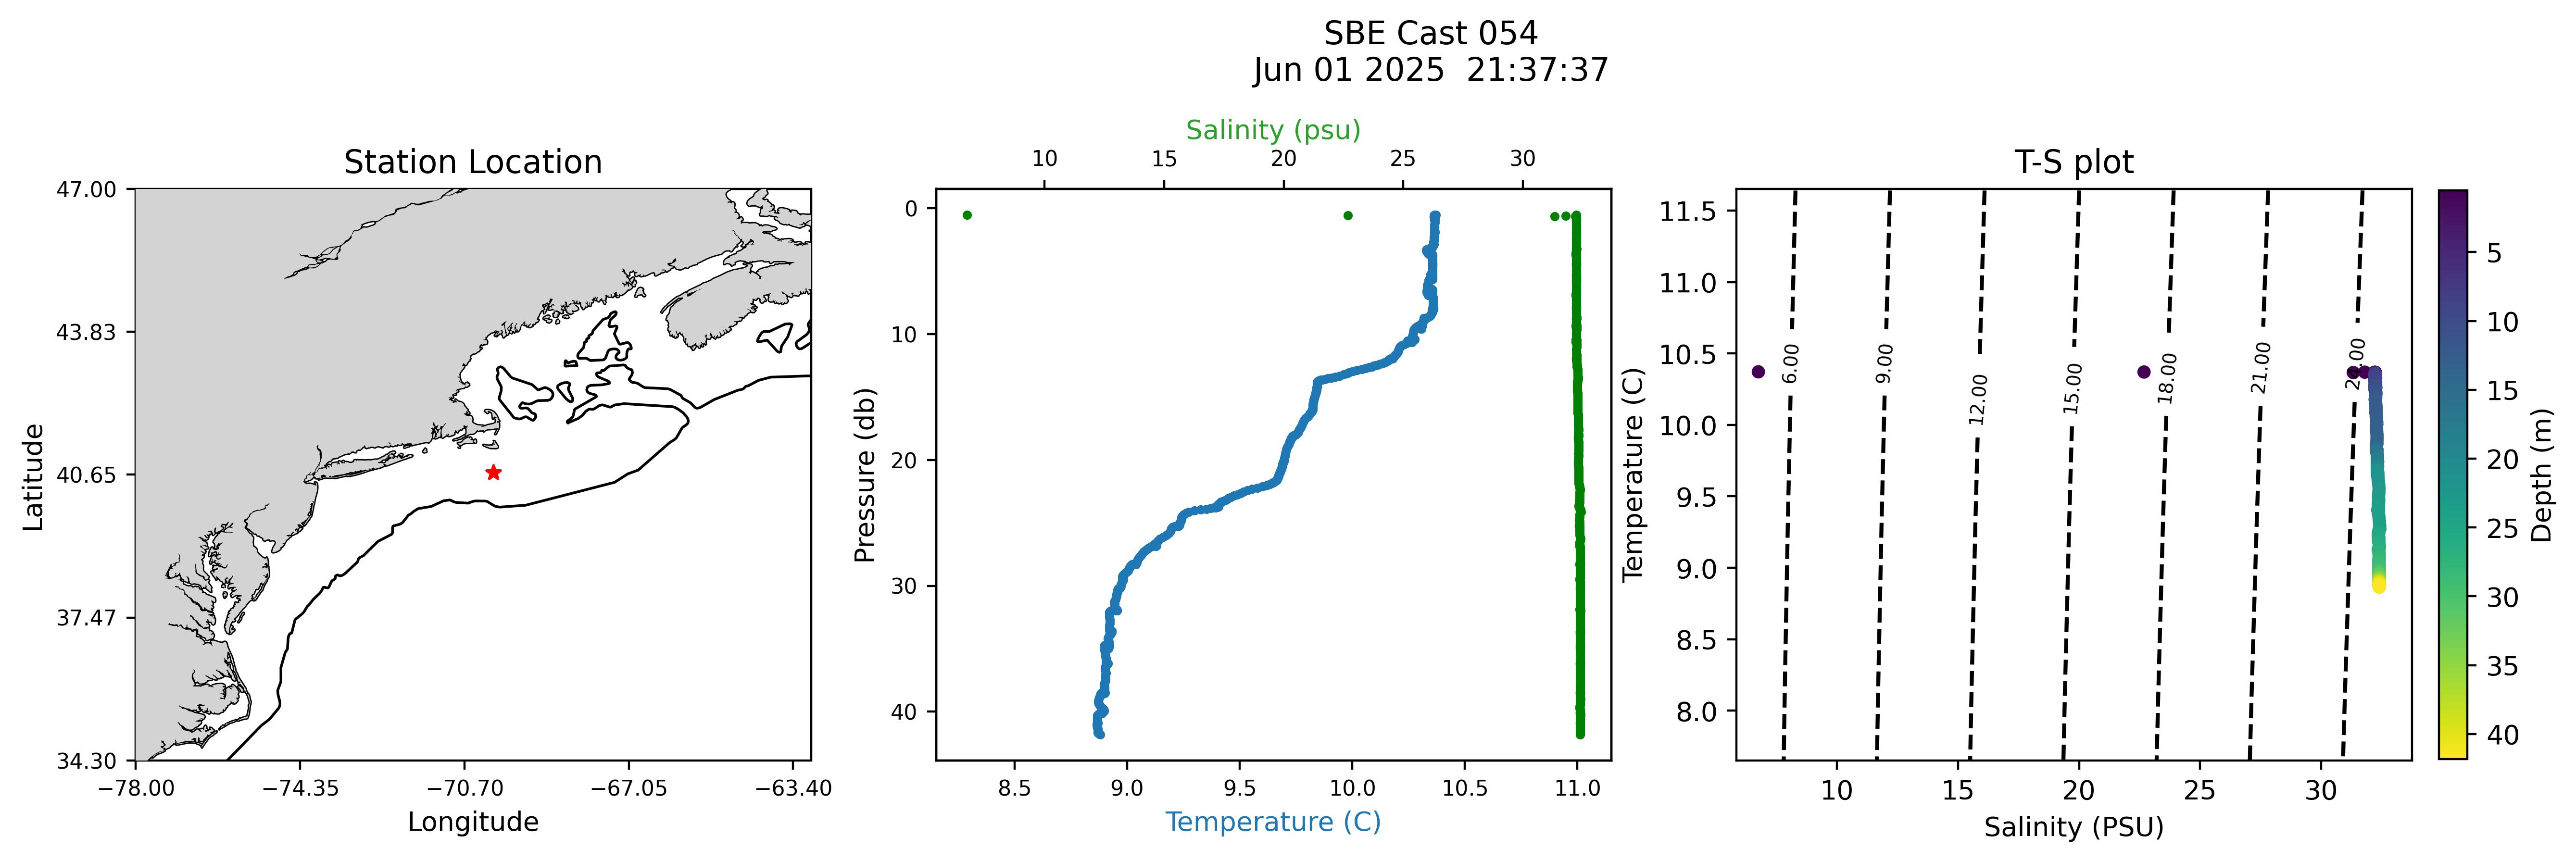 SBE Cast 054
Jun 01 2025  21:37:37
Station Location
47.00
43.83
40.65
37.47
34.30
Latitude
−78.00 −74.35 −70.70 −67.05 −63.40
Longitude
Salinity (psu)
10 15 20 25 30
0
10
20
30
40
Pressure (db)
8.5 9.0 9.5 10.0 10.5 11.0
Temperature (C)
T-S plot
11.5
11.0
10.5
10.0
9.5
9.0
8.5
8.0
Temperature (C)
6.00 9.00 12.00 15.00 18.00 21.00
10 15 20 25 30
Salinity (PSU)
5
10
15
20
25
30
35
40
Depth (m)